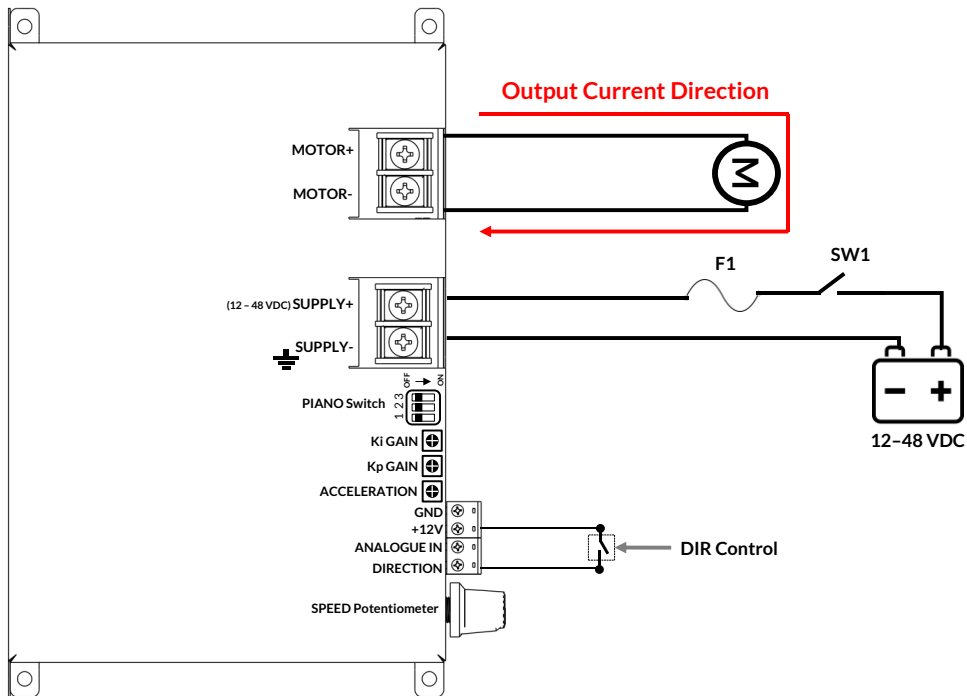 Output Current Direction
MOTOR+
M
MOTOR-
F1
SW1
(12 – 48 VDC) SUPPLY+
SUPPLY-
− +
OFF ON
PIANO Switch
1 2 3
12–48 VDC
Ki GAIN
Kp GAIN
ACCELERATION
GND
+12V
ANALOGUE IN
DIR Control
DIRECTION
SPEED Potentiometer